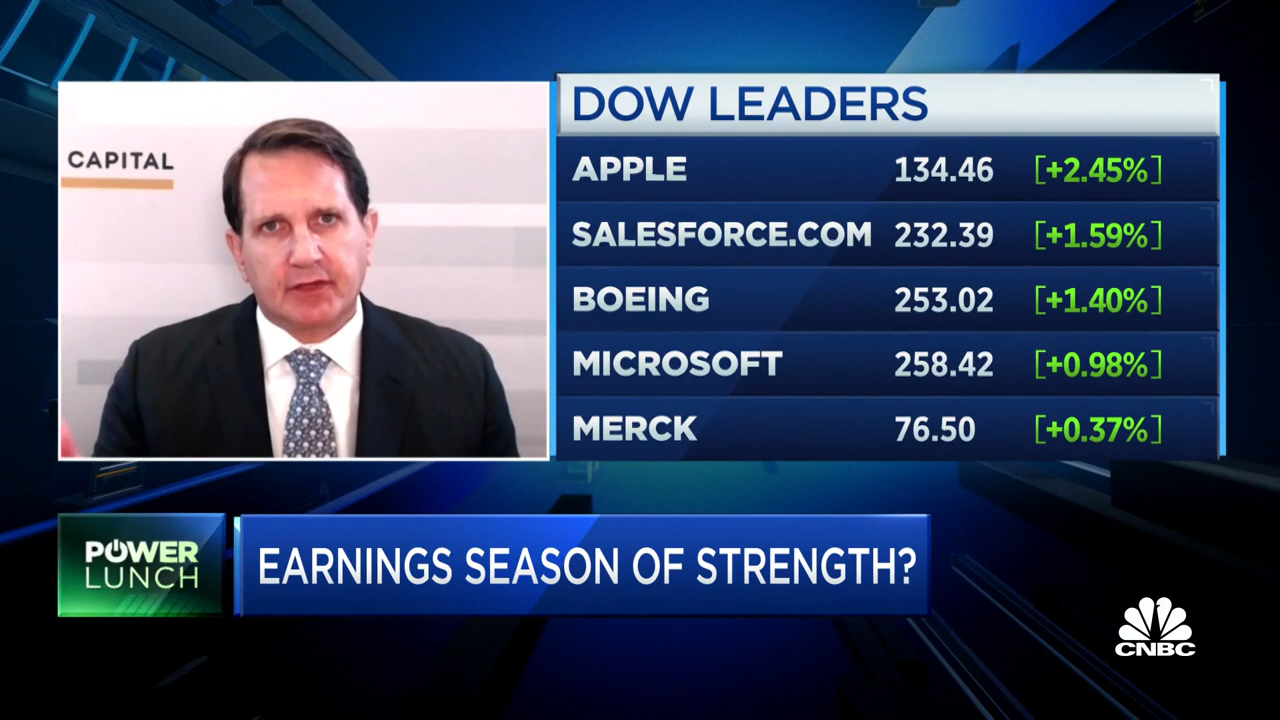 CAPITAL
DOW LEADERS
APPLE 134.46 [+2.45%]
SALESFORCE.COM 232.39 [+1.59%]
BOEING 253.02 [+1.40%]
MICROSOFT 258.42 [+0.98%]
MERCK 76.50 [+0.37%]
POWER
LUNCH
EARNINGS SEASON OF STRENGTH?
CNBC